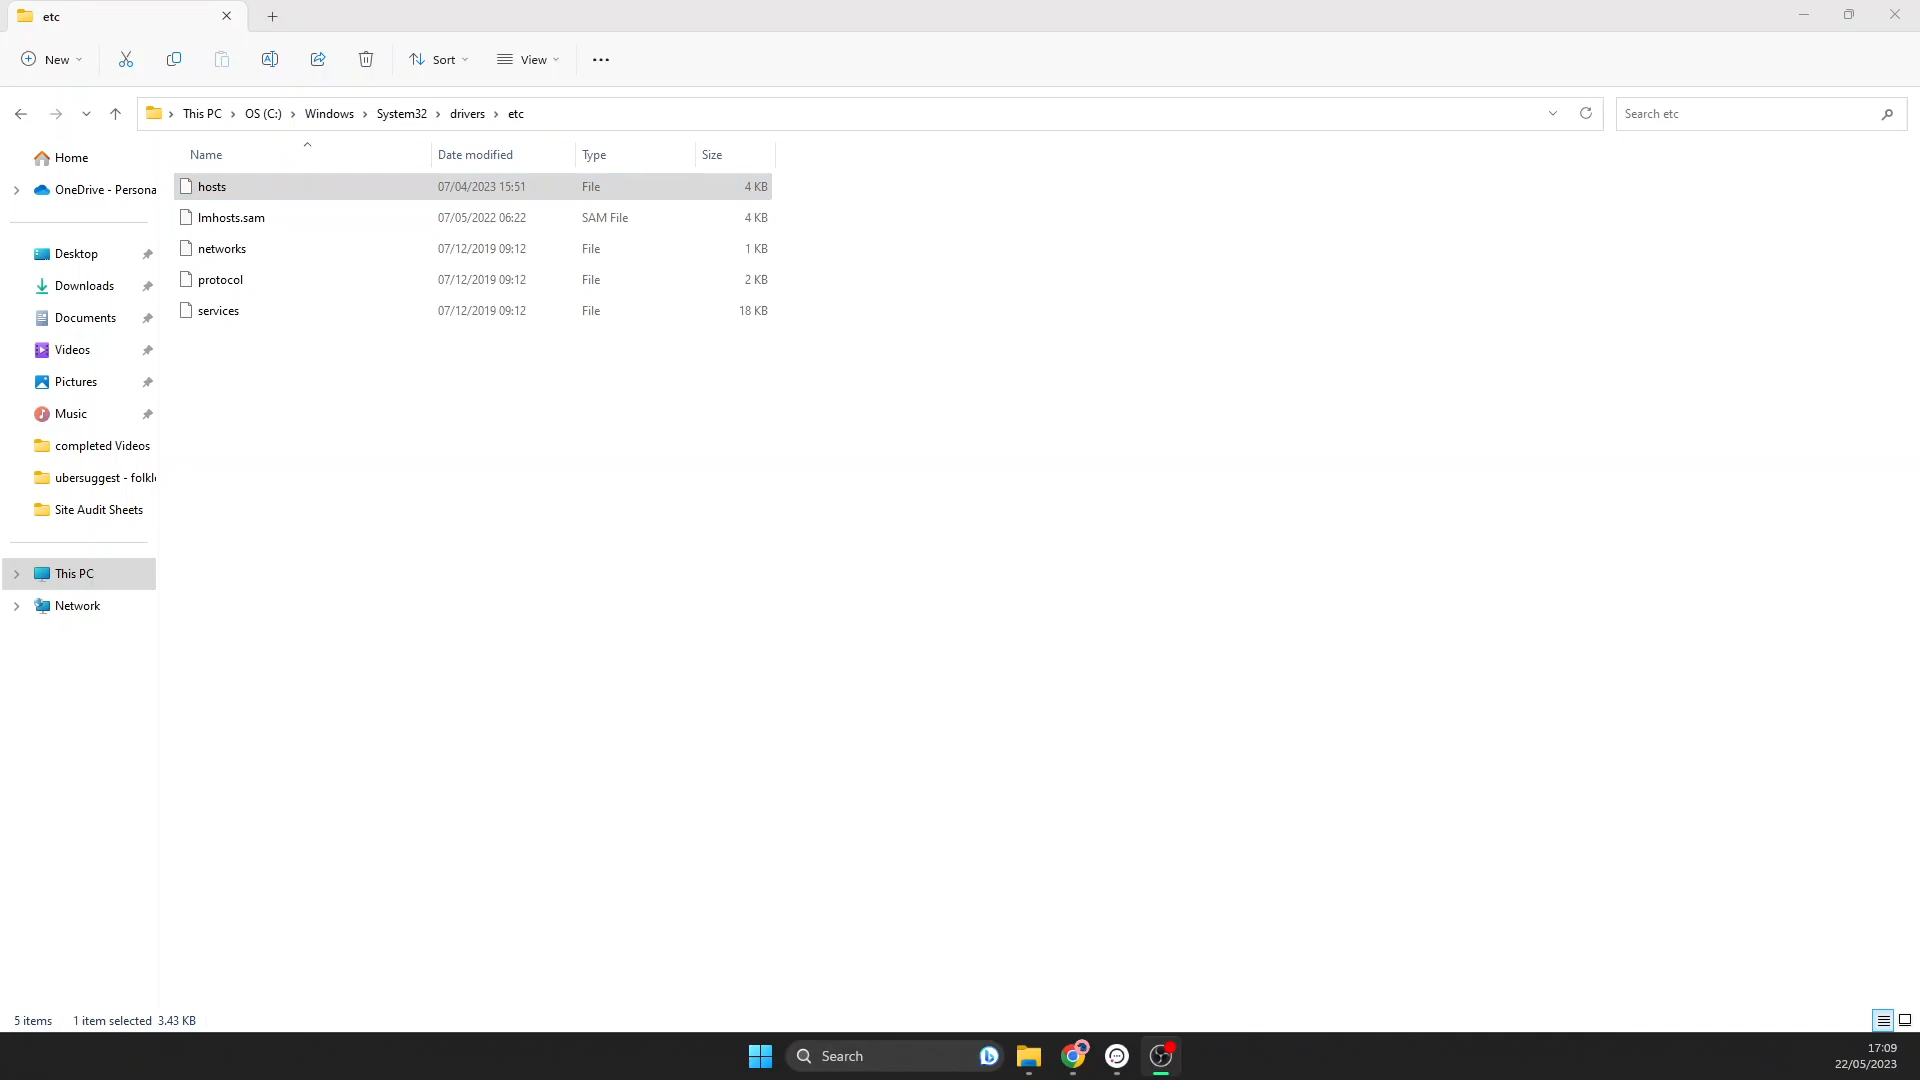 etc
New
Sort
View
This PC > OS (C:) > Windows > System32 > drivers > etc
Search etc
Name Date modified Type Size
hosts 07/04/2023 15:51 File 4 KB
lmhosts.sam 07/05/2022 06:22 SAM File 4 KB
networks 07/12/2019 09:12 File 1 KB
protocol 07/12/2019 09:12 File 2 KB
services 07/12/2019 09:12 File 18 KB
Home
OneDrive - Persona
Desktop
Downloads
Documents
Videos
Pictures
Music
completed Videos
ubersuggest - folkl
Site Audit Sheets
This PC
Network
5 items 1 item selected 3.43 KB
Search
17:09
22/05/2023